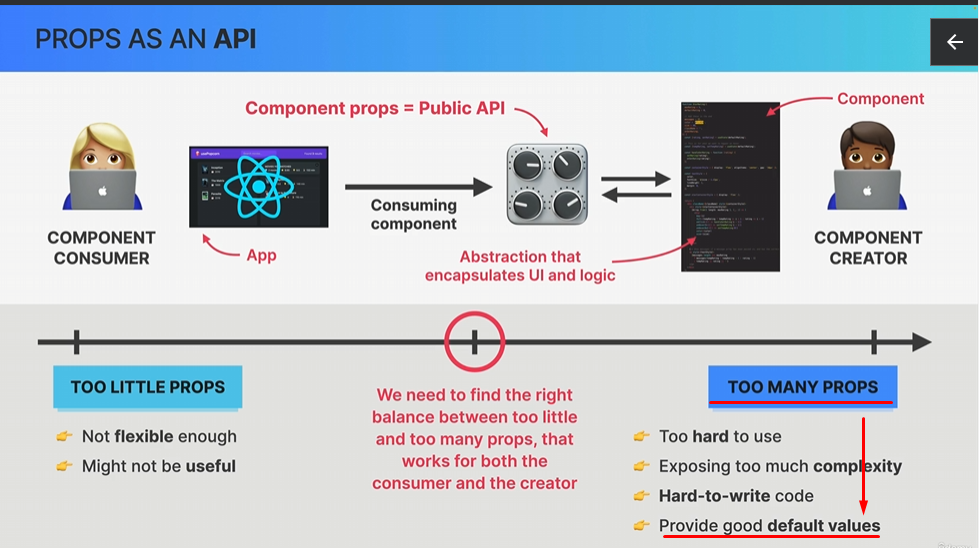 PROPS AS AN API
Component props = Public API
Component
COMPONENT
CONSUMER
App
Consuming
component
Abstraction that
encapsulates UI and logic
COMPONENT
CREATOR
TOO LITTLE PROPS
👉 Not flexible enough
👉 Might not be useful
We need to find the right
balance between too little
and too many props, that
works for both the
consumer and the creator
TOO MANY PROPS
👉 Too hard to use
👉 Exposing too much complexity
👉 Hard-to-write code
👉 Provide good default values